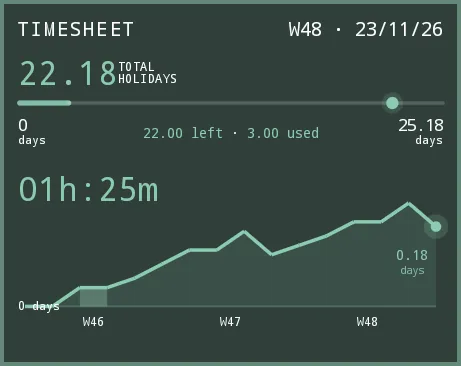 TIMESHEET
W48 · 23/11/26
22.18 TOTAL HOLIDAYS
0 days
22.00 left · 3.00 used
25.18 days
01h:25m
0.18 days
0 days
W46 W47 W48